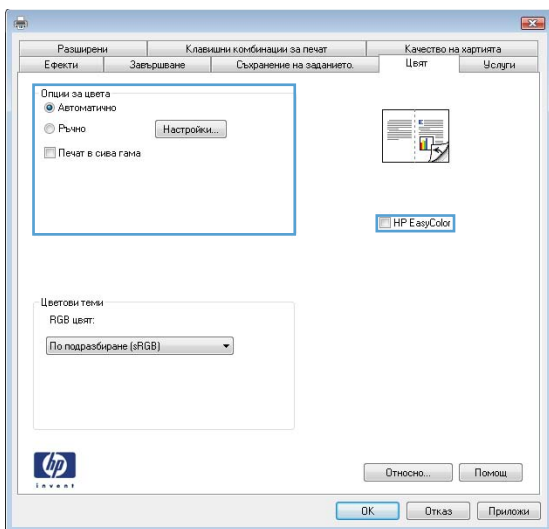 Разширени
Клавишни комбинации за печат
Качество на хартията
Ефекти
Завършване
Съхранение на заданието.
Цвят
Услуги
Опции за цвета
Автоматично
Ръчно
Настройки...
Печат в сива гама
HP EasyColor
Цветови теми
RGB цвят:
По подразбиране (sRGB)
hp
invent
Относно...
Помощ
OK
Отказ
Приложи